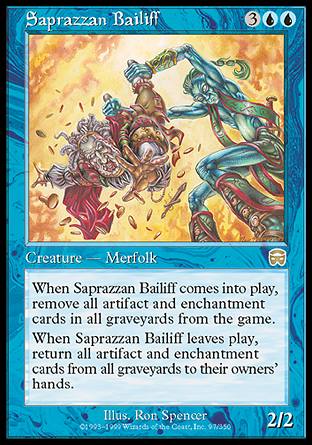 Saprazzan Bailiff 3
Creature — Merfolk
When Saprazzan Bailiff comes into play,
remove all artifact and enchantment
cards in all graveyards from the game.
When Saprazzan Bailiff leaves play,
return all artifact and enchantment
cards from all graveyards to their owners'
hands.
Illus. Ron Spencer
©1993–1999 Wizards of the Coast, Inc. 97/350
2/2